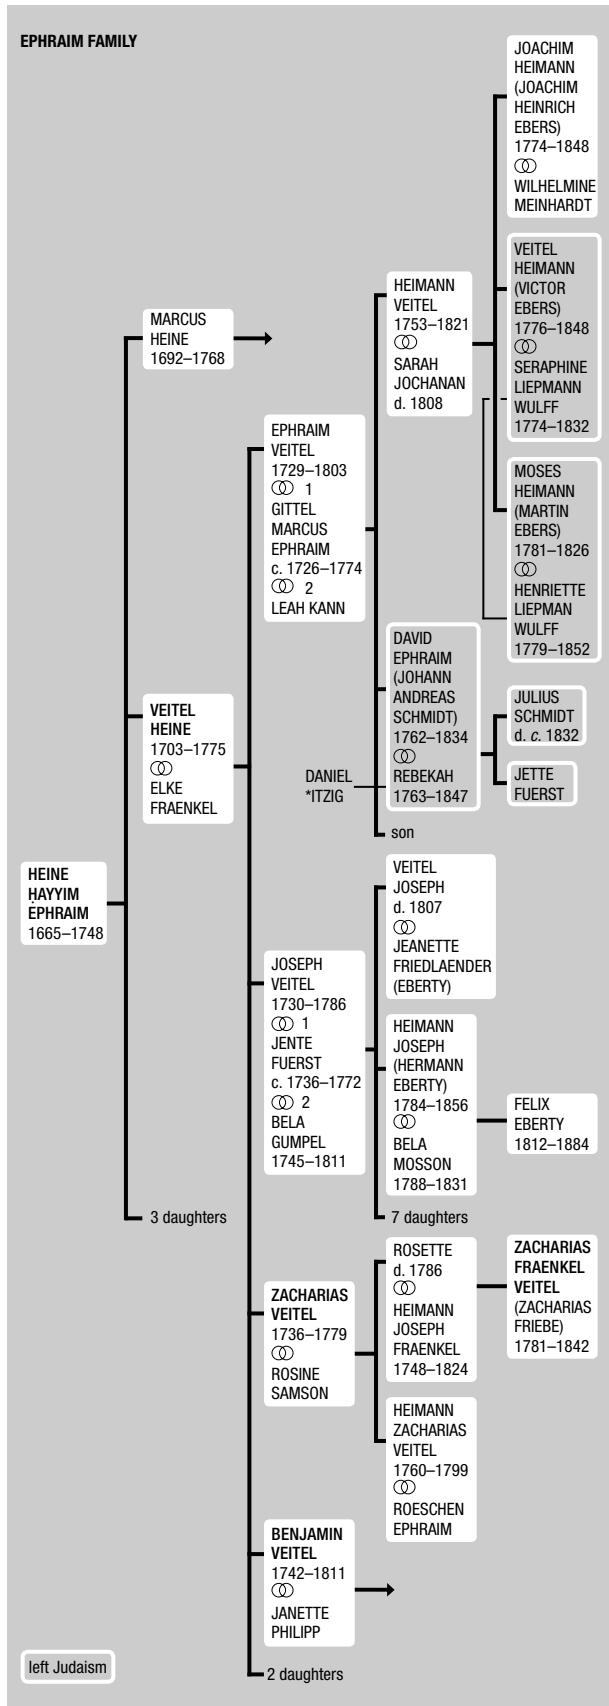 EPHRAIM FAMILY
HEINE
ḤAYYIM
EPHRAIM
1665–1748
MARCUS
HEINE
1692–1768
VEITEL
HEINE
1703–1775
ELKE
FRAENKEL
3 daughters
EPHRAIM
VEITEL
1729–1803
1
GITTEL
MARCUS
EPHRAIM
c. 1726–1774
2
LEAH KANN
JOSEPH
VEITEL
1730–1786
1
JENTE
FUERST
c. 1736–1772
2
BELA
GUMPEL
1745–1811
ZACHARIAS
VEITEL
1736–1779
ROSINE
SAMSON
BENJAMIN
VEITEL
1742–1811
JANETTE
PHILIPP
2 daughters
HEIMANN
VEITEL
1753–1821
SARAH
JOCHANAN
d. 1808
DAVID
EPHRAIM
(JOHANN
ANDREAS
SCHMIDT)
1762–1834
REBEKAH
1763–1847
DANIEL
*ITZIG
son
VEITEL
JOSEPH
d. 1807
JEANETTE
FRIEDLAENDER
(EBERTY)
HEIMANN
JOSEPH
(HERMANN
EBERTY)
1784–1856
BELA
MOSSON
1788–1831
7 daughters
ROSETTE
d. 1786
HEIMANN
JOSEPH
FRAENKEL
1748–1824
HEIMANN
ZACHARIAS
VEITEL
1760–1799
ROESCHEN
EPHRAIM
JOACHIM
HEIMANN
(JOACHIM
HEINRICH
EBERS)
1774–1848
WILHELMINE
MEINHARDT
VEITEL
HEIMANN
(VICTOR
EBERS)
1776–1848
SERAPHINE
LIEPMANN
WULFF
1774–1832
MOSES
HEIMANN
(MARTIN
EBERS)
1781–1826
HENRIETTE
LIEPMAN
WULFF
1779–1852
JULIUS
SCHMIDT
d. c. 1832
JETTE
FUERST
FELIX
EBERTY
1812–1884
ZACHARIAS
FRAENKEL
VEITEL
(ZACHARIAS
FRIEBE)
1781–1842
left Judaism